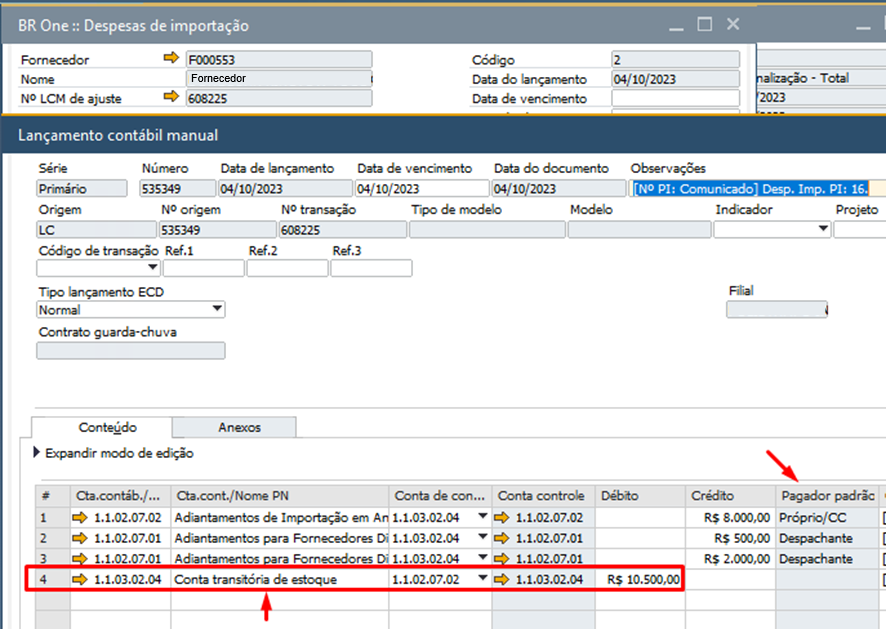 BR One :: Despesas de importação
Fornecedor F000553 Código 2
Nome Fornecedor Data do lançamento 04/10/2023 nalização - Total
Nº LCM de ajuste 608225 Data de vencimento /2023
Lançamento contábil manual
Série Número Data de lançamento Data de vencimento Data do documento Observações
Primário 535349 04/10/2023 04/10/2023 04/10/2023 [Nº PI: Comunicado] Desp. Imp. PI: 16.
Origem Nº origem Nº transação Tipo de modelo Modelo Indicador Projeto
LC 535349 608225
Código de transação Ref.1 Ref.2 Ref.3
Tipo lançamento ECD Filial
Normal
Contrato guarda-chuva
Conteúdo Anexos
Expandir modo de edição
# Cta.contáb./... Cta.cont./Nome PN Conta de con... Conta controle Débito Crédito Pagador padrão
1 1.1.02.07.02 Adiantamentos de Importação em An 1.1.03.02.04 1.1.02.07.02 R$ 8.000,00 Próprio/CC
2 1.1.02.07.01 Adiantamentos para Fornecedores Di 1.1.03.02.04 1.1.02.07.01 R$ 500,00 Despachante
3 1.1.02.07.01 Adiantamentos para Fornecedores Di 1.1.03.02.04 1.1.02.07.01 R$ 2.000,00 Despachante
4 1.1.03.02.04 Conta transitória de estoque 1.1.02.07.02 1.1.03.02.04 R$ 10.500,00